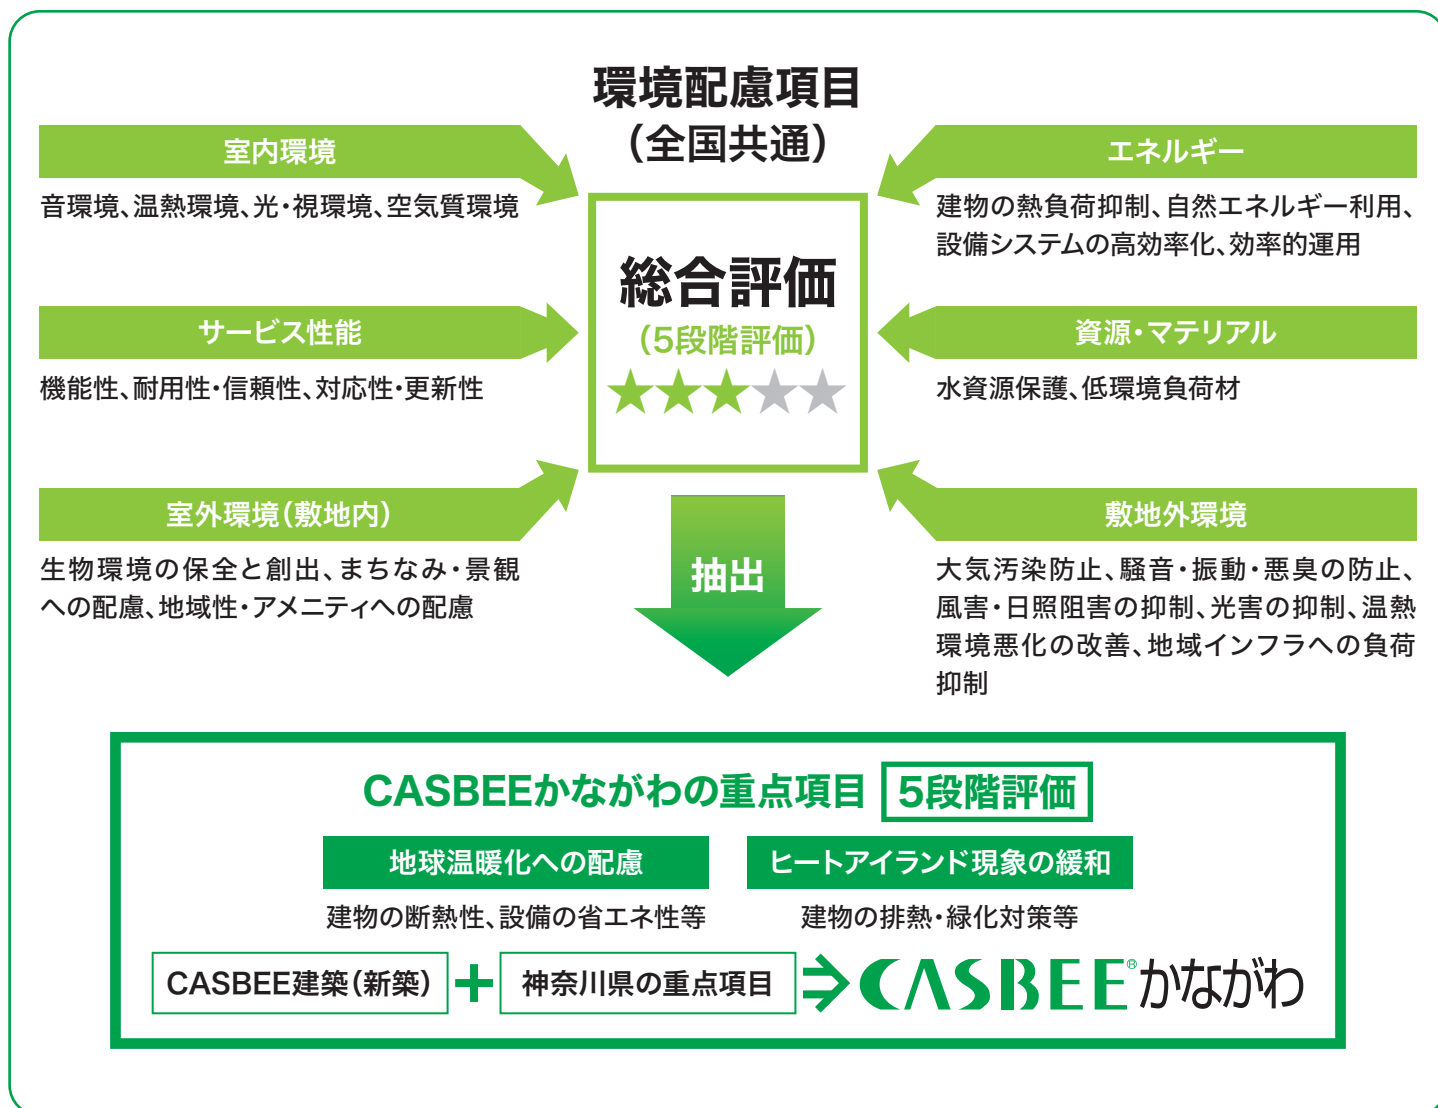 環境配慮項目
(全国共通)
室内環境
音環境、温熱環境、光・視環境、空気質環境
サービス性能
機能性、耐用性・信頼性、対応性・更新性
室外環境(敷地内)
生物環境の保全と創出、まちなみ・景観
への配慮、地域性・アメニティへの配慮
総合評価
(5段階評価)
★★★★★
エネルギー
建物の熱負荷抑制、自然エネルギー利用、
設備システムの高効率化、効率的運用
資源・マテリアル
水資源保護、低環境負荷材
敷地外環境
大気汚染防止、騒音・振動・悪臭の防止、
風害・日照阻害の抑制、光害の抑制、温熱
環境悪化の改善、地域インフラへの負荷
抑制
抽出
CASBEEかながわの重点項目 5段階評価
地球温暖化への配慮
建物の断熱性、設備の省エネ性等
ヒートアイランド現象の緩和
建物の排熱・緑化対策等
CASBEE建築(新築) + 神奈川県の重点項目 CASBEE®かながわ